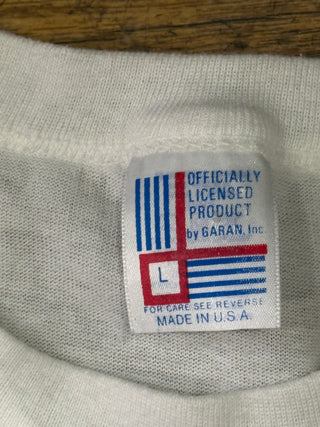 OFFICIALLY
LICENSED
PRODUCT
by GARAN, Inc.
L
FOR CARE SEE REVERSE
MADE IN U.S.A.